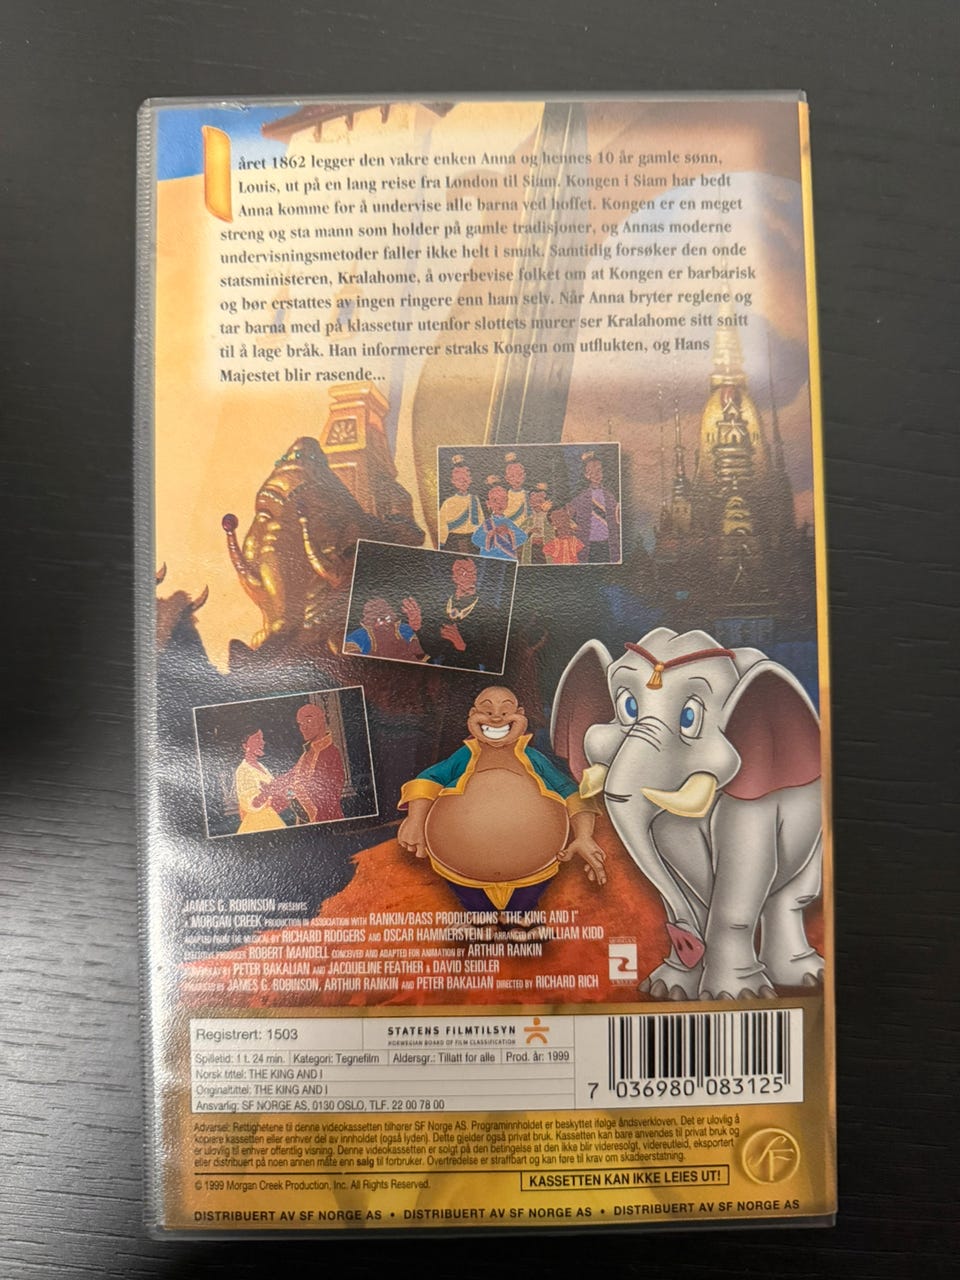 I
året 1862 legger den vakre enken Anna og hennes 10 år gamle sønn,
Louis, ut på en lang reise fra London til Siam. Kongen i Siam har bedt
Anna komme for å undervise alle barna ved hoffet. Kongen er en meget
streng og sta mann som holder på gamle tradisjoner, og Annas moderne
undervisningsmetoder faller ikke helt i smak. Samtidig forsøker den onde
statsministeren, Kralahome, å overbevise folket om at Kongen er barbarisk
og bør erstattes av ingen ringere enn ham selv. Når Anna bryter reglene og
tar barna med på klassetur utenfor slottets murer ser Kralahome sitt snitt
til å lage bråk. Han informerer straks Kongen om utflukten, og Hans
Majestet blir rasende...
JAMES G. ROBINSON PRESENTS
A MORGAN CREEK PRODUCTION IN ASSOCIATION WITH RANKIN/BASS PRODUCTIONS "THE KING AND I"
ADAPTED FROM THE MUSICAL BY RICHARD RODGERS AND OSCAR HAMMERSTEIN II ARRANGED BY WILLIAM KIDD
EXECUTIVE PRODUCER ROBERT MANDELL CONCEIVED AND ADAPTED FOR ANIMATION BY ARTHUR RANKIN
SCREENPLAY BY PETER BAKALIAN AND JACQUELINE FEATHER & DAVID SEIDLER
PRODUCED BY JAMES G. ROBINSON, ARTHUR RANKIN AND PETER BAKALIAN DIRECTED BY RICHARD RICH
MORGAN
CREEK
Registrert: 1503
STATENS FILMTILSYN
NORWEGIAN BOARD OF FILM CLASSIFICATION
Spilletid: 1 t. 24 min. Kategori: Tegnefilm Aldersgr.: Tillatt for alle Prod. år: 1999
Norsk tittel: THE KING AND I
Originaltittel: THE KING AND I
Ansvarlig: SF NORGE AS, 0130 OSLO, TLF. 22 00 78 00
7 036980 083125
Advarsel: Rettighetene til denne videokassetten tilhører SF Norge AS. Programinnholdet er beskyttet ifølge åndsverkloven. Det er ulovlig å
kopiere kassetten eller enhver del av innholdet (også lyden). Dette gjelder også privat bruk. Kassetten kan bare anvendes til privat bruk og
er ulovlig til enhver offentlig visning. Denne videokassetten er solgt på den betingelse at den ikke blir videresolgt, videreutleid, eksportert
eller distribuert på noen annen måte enn salg til forbruker. Overtredelse er straffbart og kan føre til krav om skadeerstatning.
© 1999 Morgan Creek Production, Inc. All Rights Reserved.
KASSETTEN KAN IKKE LEIES UT!
SF
DISTRIBUERT AV SF NORGE AS • DISTRIBUERT AV SF NORGE AS • DISTRIBUERT AV SF NORGE AS